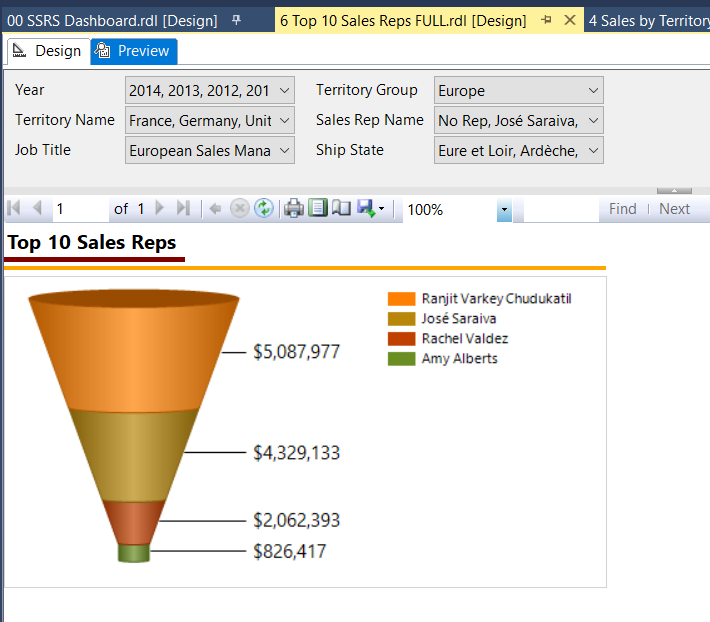 00 SSRS Dashboard.rdl [Design] 6 Top 10 Sales Reps FULL.rdl [Design] 4 Sales by Territory
Design Preview
Year 2014, 2013, 2012, 201 Territory Group Europe
Territory Name France, Germany, Unit Sales Rep Name No Rep, José Saraiva,
Job Title European Sales Mana Ship State Eure et Loir, Ardèche,
1 of 1 100% Find | Next
Top 10 Sales Reps
Ranjit Varkey Chudukatil
José Saraiva
Rachel Valdez
Amy Alberts
$5,087,977
$4,329,133
$2,062,393
$826,417